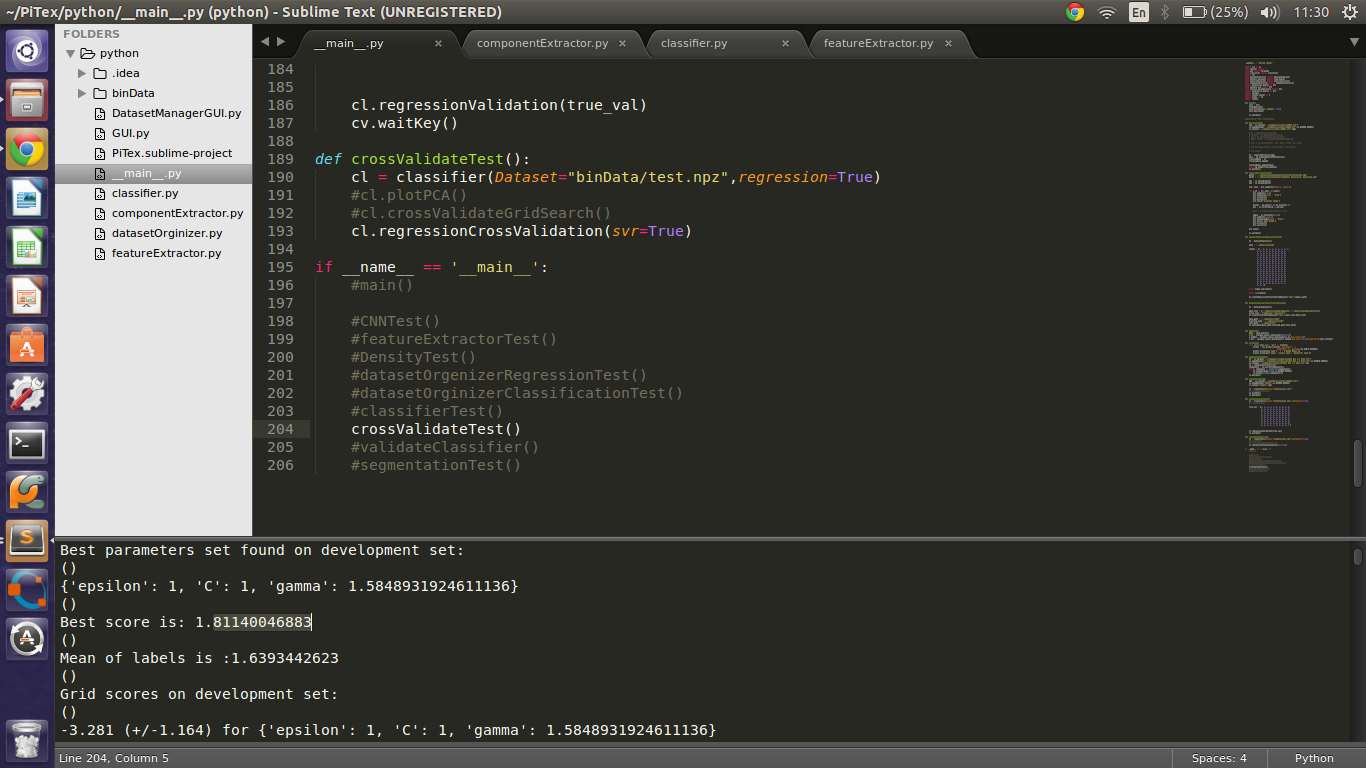 ~/PiTex/python/__main__.py (python) - Sublime Text (UNREGISTERED)
En
(25%)
11:30
FOLDERS
python
.idea
binData
DatasetManagerGUI.py
GUI.py
PiTex.sublime-project
__main__.py
classifier.py
componentExtractor.py
datasetOrginizer.py
featureExtractor.py
__main__.py
componentExtractor.py
classifier.py
featureExtractor.py
184
185
186 cl.regressionValidation(true_val)
187 cv.waitKey()
188
189 def crossValidateTest():
190 cl = classifier(Dataset="binData/test.npz",regression=True)
191 #cl.plotPCA()
192 #cl.crossValidateGridSearch()
193 cl.regressionCrossValidation(svr=True)
194
195 if __name__ == '__main__':
196 #main()
197
198 #CNNTest()
199 #featureExtractorTest()
200 #DensityTest()
201 #datasetOrgenizerRegressionTest()
202 #datasetOrginizerClassificationTest()
203 #classifierTest()
204 crossValidateTest()
205 #validateClassifier()
206 #segmentationTest()
Best parameters set found on development set:
()
{'epsilon': 1, 'C': 1, 'gamma': 1.5848931924611136}
()
Best score is: 1.81140046883
()
Mean of labels is :1.6393442623
()
Grid scores on development set:
()
-3.281 (+/-1.164) for {'epsilon': 1, 'C': 1, 'gamma': 1.5848931924611136}
Line 204, Column 5
Spaces: 4
Python